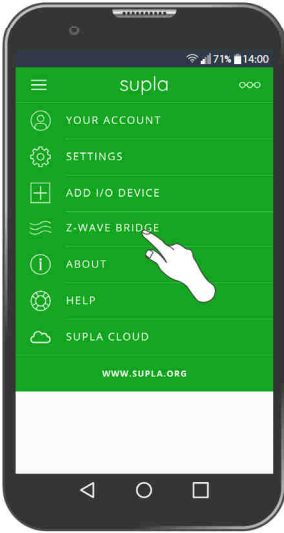 71% 14:00
supla
YOUR ACCOUNT
SETTINGS
ADD I/O DEVICE
Z-WAVE BRIDGE
ABOUT
HELP
SUPLA CLOUD
WWW.SUPLA.ORG